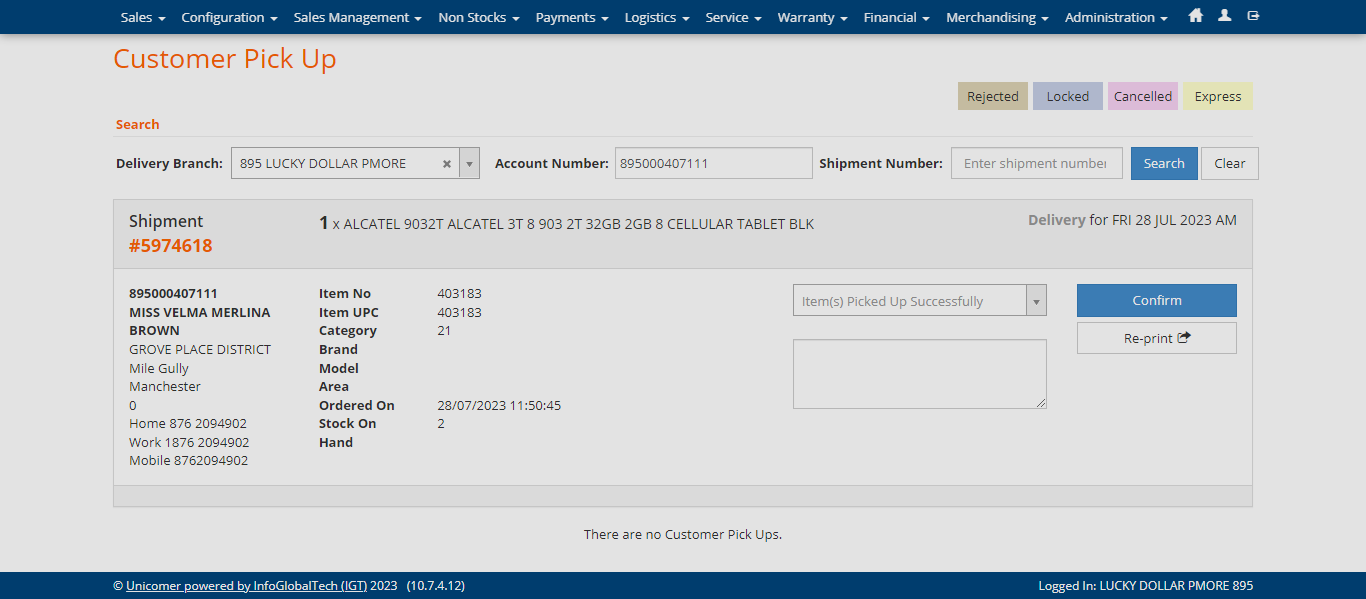 Sales Configuration Sales Management Non Stocks Payments Logistics Service Warranty Financial Merchandising Administration
Customer Pick Up
Rejected Locked Cancelled Express
Search
Delivery Branch: 895 LUCKY DOLLAR PMORE Account Number: 895000407111 Shipment Number: Enter shipment number Search Clear
Shipment
#5974618
1 x ALCATEL 9032T ALCATEL 3T 8 903 2T 32GB 2GB 8 CELLULAR TABLET BLK
Delivery for FRI 28 JUL 2023 AM
895000407111
MISS VELMA MERLINA
BROWN
GROVE PLACE DISTRICT
Mile Gully
Manchester
0
Home 876 2094902
Work 1876 2094902
Mobile 8762094902
Item No 403183
Item UPC 403183
Category 21
Brand
Model
Area
Ordered On 28/07/2023 11:50:45
Stock On 2
Hand
Item(s) Picked Up Successfully
Confirm
Re-print
There are no Customer Pick Ups.
© Unicomer powered by InfoGlobalTech (IGT) 2023 (10.7.4.12)
Logged In: LUCKY DOLLAR PMORE 895